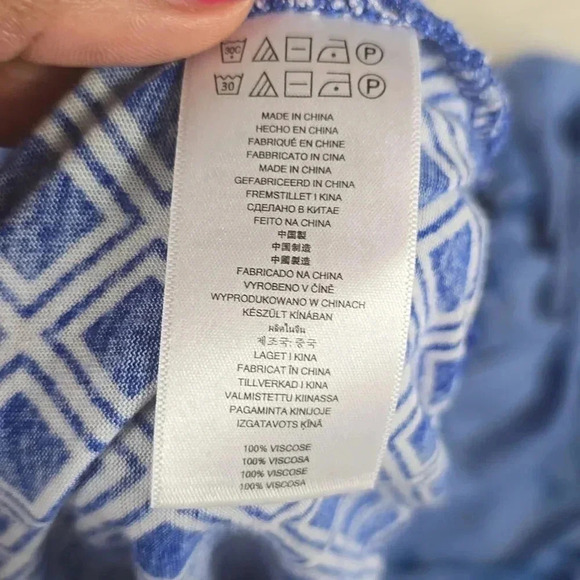 30C P
30 P
MADE IN CHINA
HECHO EN CHINA
FABRIQUÉ EN CHINE
FABBRICATO IN CINA
MADE IN CHINA
GEFABRICEERD IN CHINA
FREMSTILLET I KINA
СДЕЛАНО В КИТАЕ
FEITO NA CHINA
中国製
中国制造
中國製造
FABRICADO NA CHINA
VYROBENO V ČÍNĚ
WYPRODUKOWANO W CHINACH
KÉSZÜLT KÍNÁBAN
ผลิตในจีน
제조국: 중국
LAGET I KINA
FABRICAT ÎN CHINA
TILLVERKAD I KINA
VALMISTETTU KIINASSA
PAGAMINTA KINIJOJE
IZGATAVOTS ĶĪNĀ
100% VISCOSE
100% VISCOSA
100% VISCOSE
100% VISCOSA